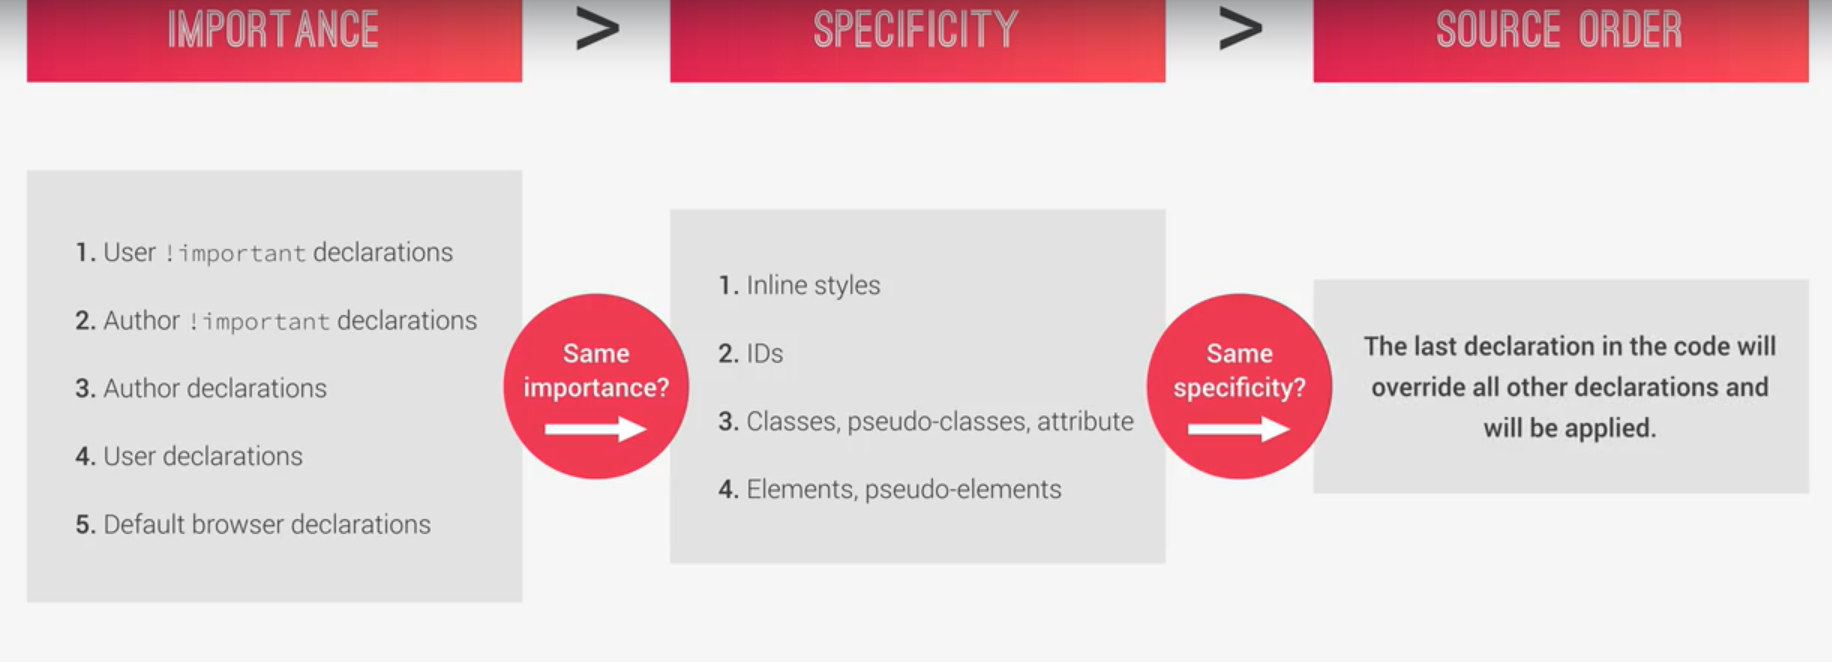 IMPORTANCE > SPECIFICITY > SOURCE ORDER
1. User !important declarations
2. Author !important declarations
3. Author declarations
4. User declarations
5. Default browser declarations
Same
importance?
1. Inline styles
2. IDs
3. Classes, pseudo-classes, attribute
4. Elements, pseudo-elements
Same
specificity?
The last declaration in the code will
override all other declarations and
will be applied.